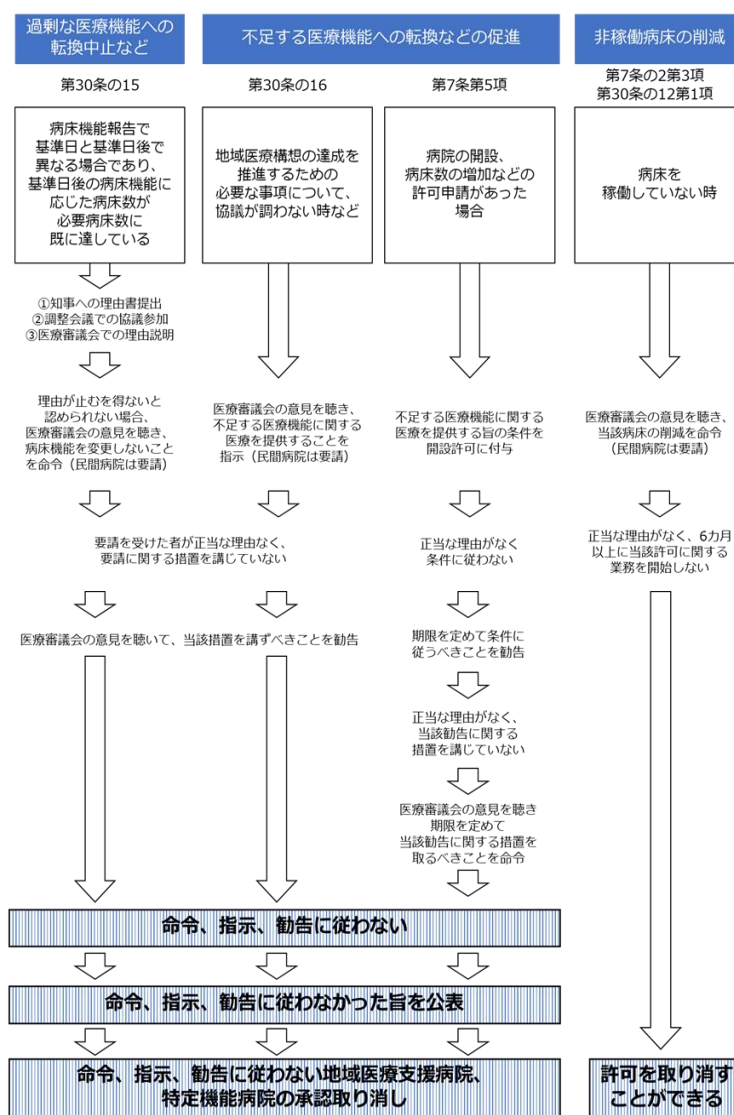 過剰な医療機能への
転換中止など
不足する医療機能への転換などの促進
非稼働病床の削減
第30条の15
第30条の16
第7条第5項
第7条の2第3項
第30条の12第1項
病床機能報告で
基準日と基準日後で
異なる場合であり、
基準日後の病床機能に
応じた病床数が
必要病床数に
既に達している
地域医療構想の達成を
推進するための
必要な事項について、
協議が調わない時など
病院の開設、
病床数の増加などの
許可申請があった
場合
病床を
稼働していない時
①知事への理由書提出
②調整会議での協議参加
③医療審議会での理由説明
理由が止むを得ないと
認められない場合、
医療審議会の意見を聴き、
病床機能を変更しないこと
を命令（民間病院は要請）
医療審議会の意見を聴き、
不足する医療機能に関する
医療を提供することを
指示（民間病院は要請）
不足する医療機能に関する
医療を提供する旨の条件を
開設許可に付与
医療審議会の意見を聴き、
当該病床の削減を命令
（民間病院は要請）
要請を受けた者が正当な理由なく、
要請に関する措置を講じていない
正当な理由がなく
条件に従わない
正当な理由がなく、6カ月
以上に当該許可に関する
業務を開始しない
医療審議会の意見を聴いて、当該措置を講ずべきことを勧告
期限を定めて条件に
従うべきことを勧告
正当な理由がなく、
当該勧告に関する
措置を講じていない
医療審議会の意見を聴き
期限を定めて
当該勧告に関する措置を
取るべきことを命令
命令、指示、勧告に従わない
命令、指示、勧告に従わなかった旨を公表
命令、指示、勧告に従わない地域医療支援病院、
特定機能病院の承認取り消し
許可を取り消す
ことができる